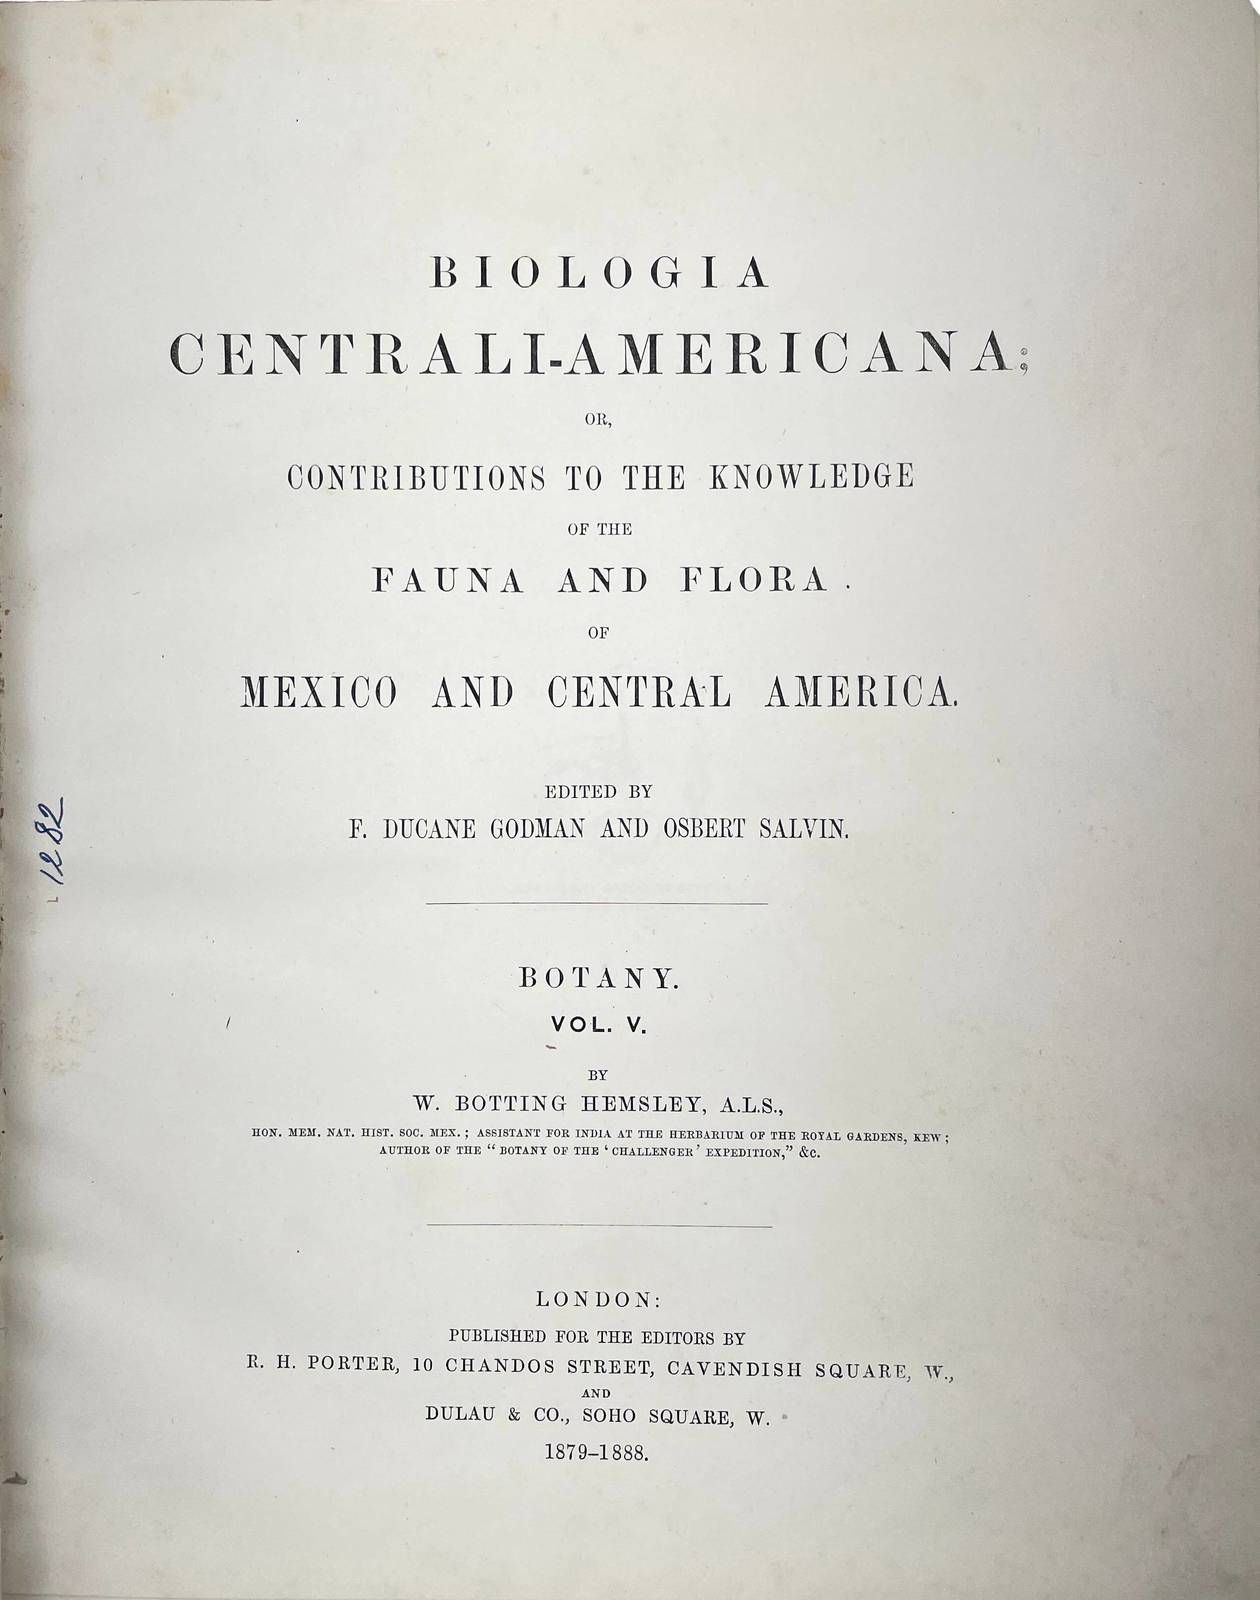 BIOLOGIA
CENTRALI-AMERICANA;
OR,
CONTRIBUTIONS TO THE KNOWLEDGE
OF THE
FAUNA AND FLORA
OF
MEXICO AND CENTRAL AMERICA.
EDITED BY
F. DUCANE GODMAN AND OSBERT SALVIN.
1282
BOTANY.
VOL. V.
BY
W. BOTTING HEMSLEY, A.L.S.,
HON. MEM. NAT. HIST. SOC. MEX.; ASSISTANT FOR INDIA AT THE HERBARIUM OF THE ROYAL GARDENS, KEW;
AUTHOR OF THE "BOTANY OF THE 'CHALLENGER' EXPEDITION," &C.
LONDON:
PUBLISHED FOR THE EDITORS BY
R. H. PORTER, 10 CHANDOS STREET, CAVENDISH SQUARE, W.,
AND
DULAU & CO., SOHO SQUARE, W.
1879–1888.